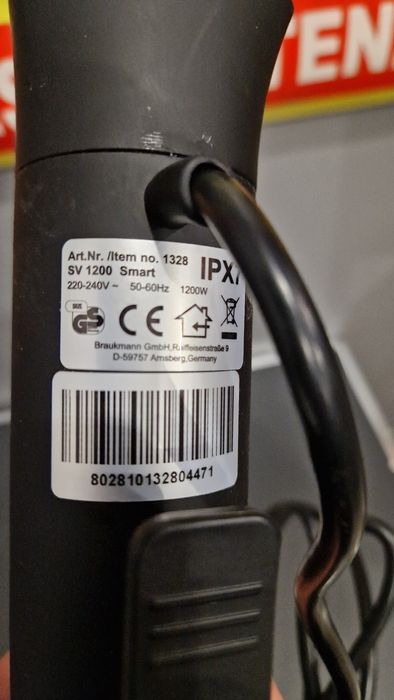 TEN
Art.Nr. /Item no. 1328
SV 1200 Smart
IPX7
220-240V ~ 50-60Hz 1200W
GS
CE
Braukmann GmbH, Raiffeisenstraße 9
D-59757 Arnsberg, Germany
802810132804471